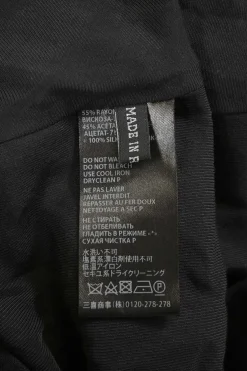 55% RAYON
ВИСКОЗА-
45% ACETA
АЦЕТАТ-
100% SILK
MADE IN
DO NOT WA
DO NOT BLEACH
USE COOL IRON
DRYCLEAN P
NE PAS LAVER
JAVEL INTERDIT
REPASSER AU FER DOUX
NETTOYAGE A SEC P
НЕ СТИРАТЬ
НЕ ОТБЕЛИВАТЬ
ГЛАДИТЬ В РЕЖИМЕ •
СУХАЯ ЧИСТКА Р
水洗い不可
塩素系漂白剤使用不可
低温アイロン
セキユ系ドライクリーニング
P
三喜商事(株) 0120-278-278